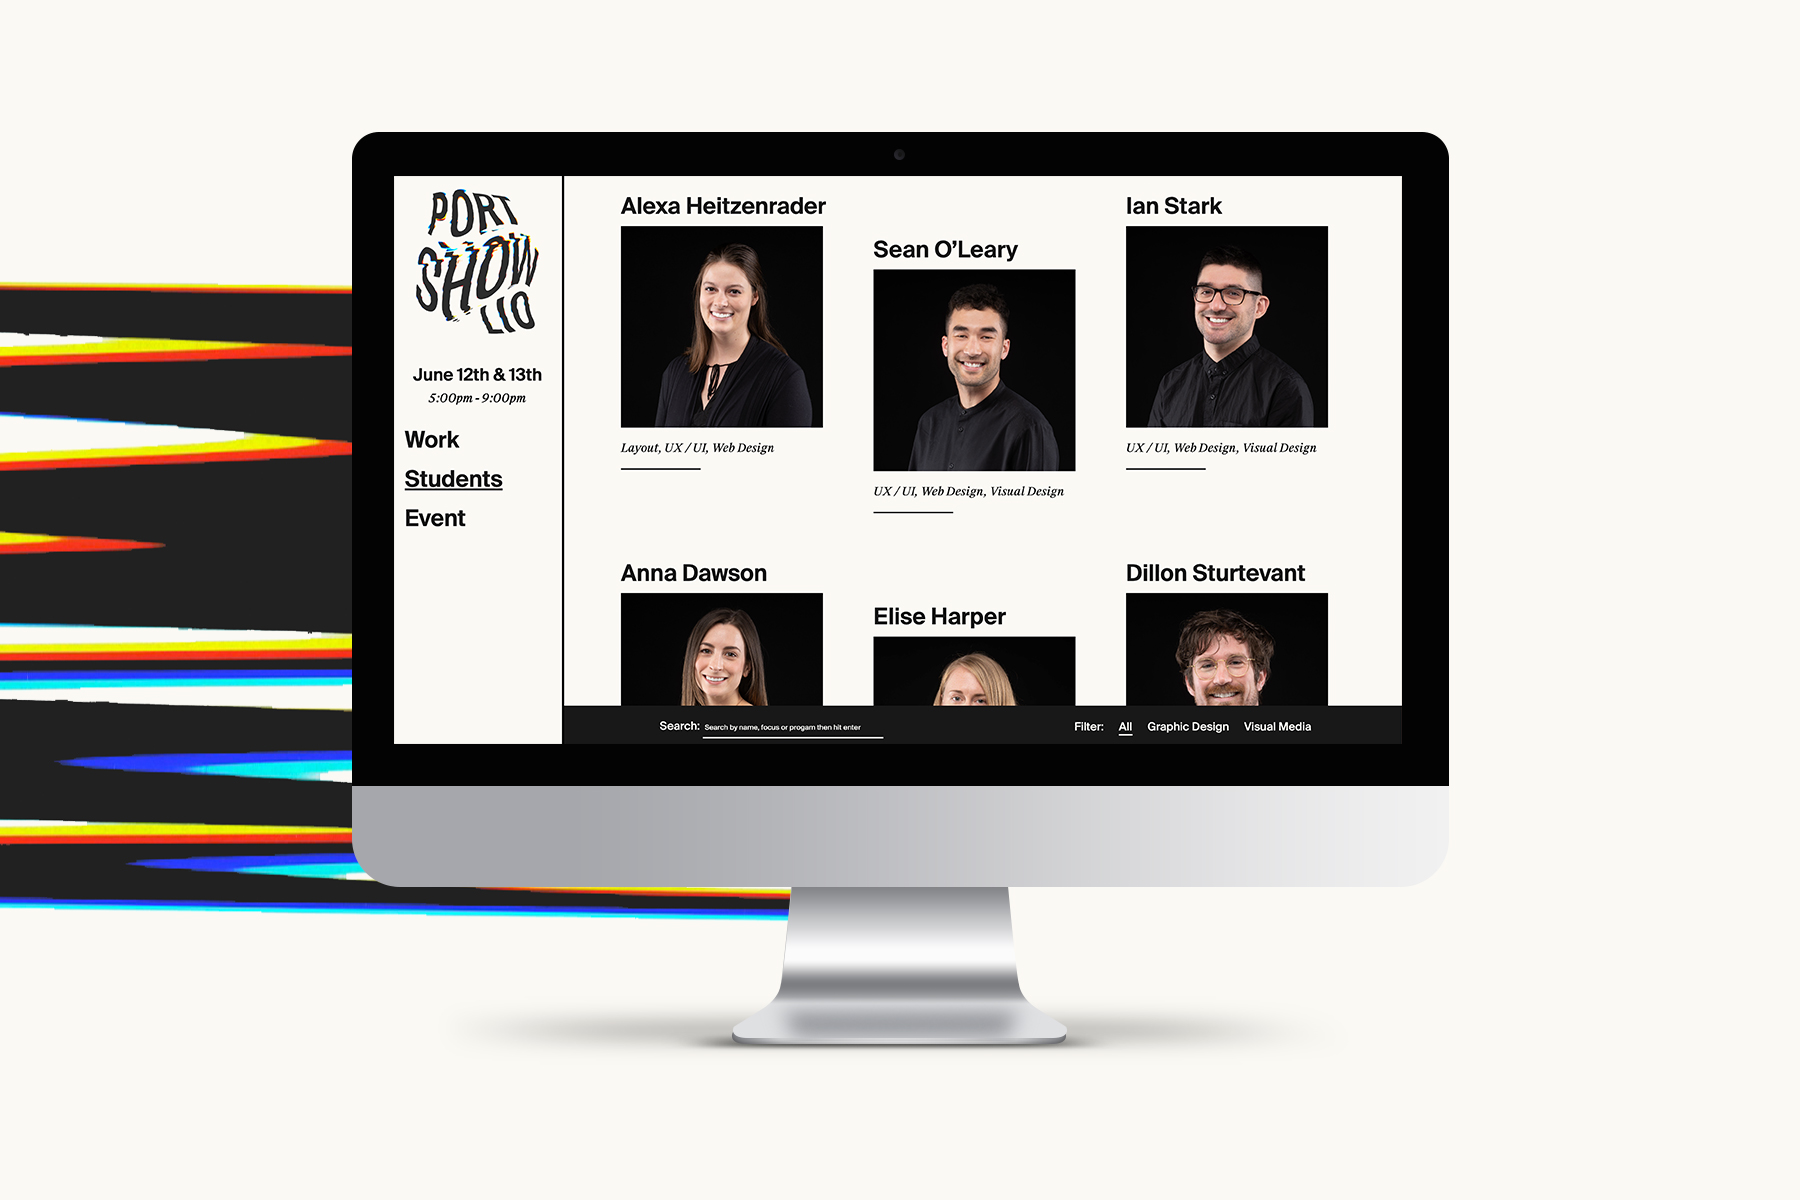 PORT
SHOW
LIO
June 12th & 13th
5:00pm - 9:00pm
Work
Students
Event
Alexa Heitzenrader
Layout, UX / UI, Web Design
Sean O’Leary
UX / UI, Web Design, Visual Design
Ian Stark
UX / UI, Web Design, Visual Design
Anna Dawson
Elise Harper
Dillon Sturtevant
Search: Search by name, focus or progam then hit enter
Filter: All Graphic Design Visual Media